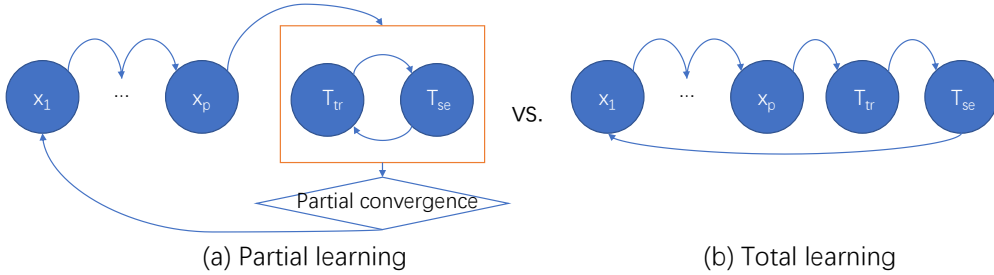 x1 ... xp Ttr Tse vs. x1 ... xp Ttr Tse
Partial convergence
(a) Partial learning (b) Total learning